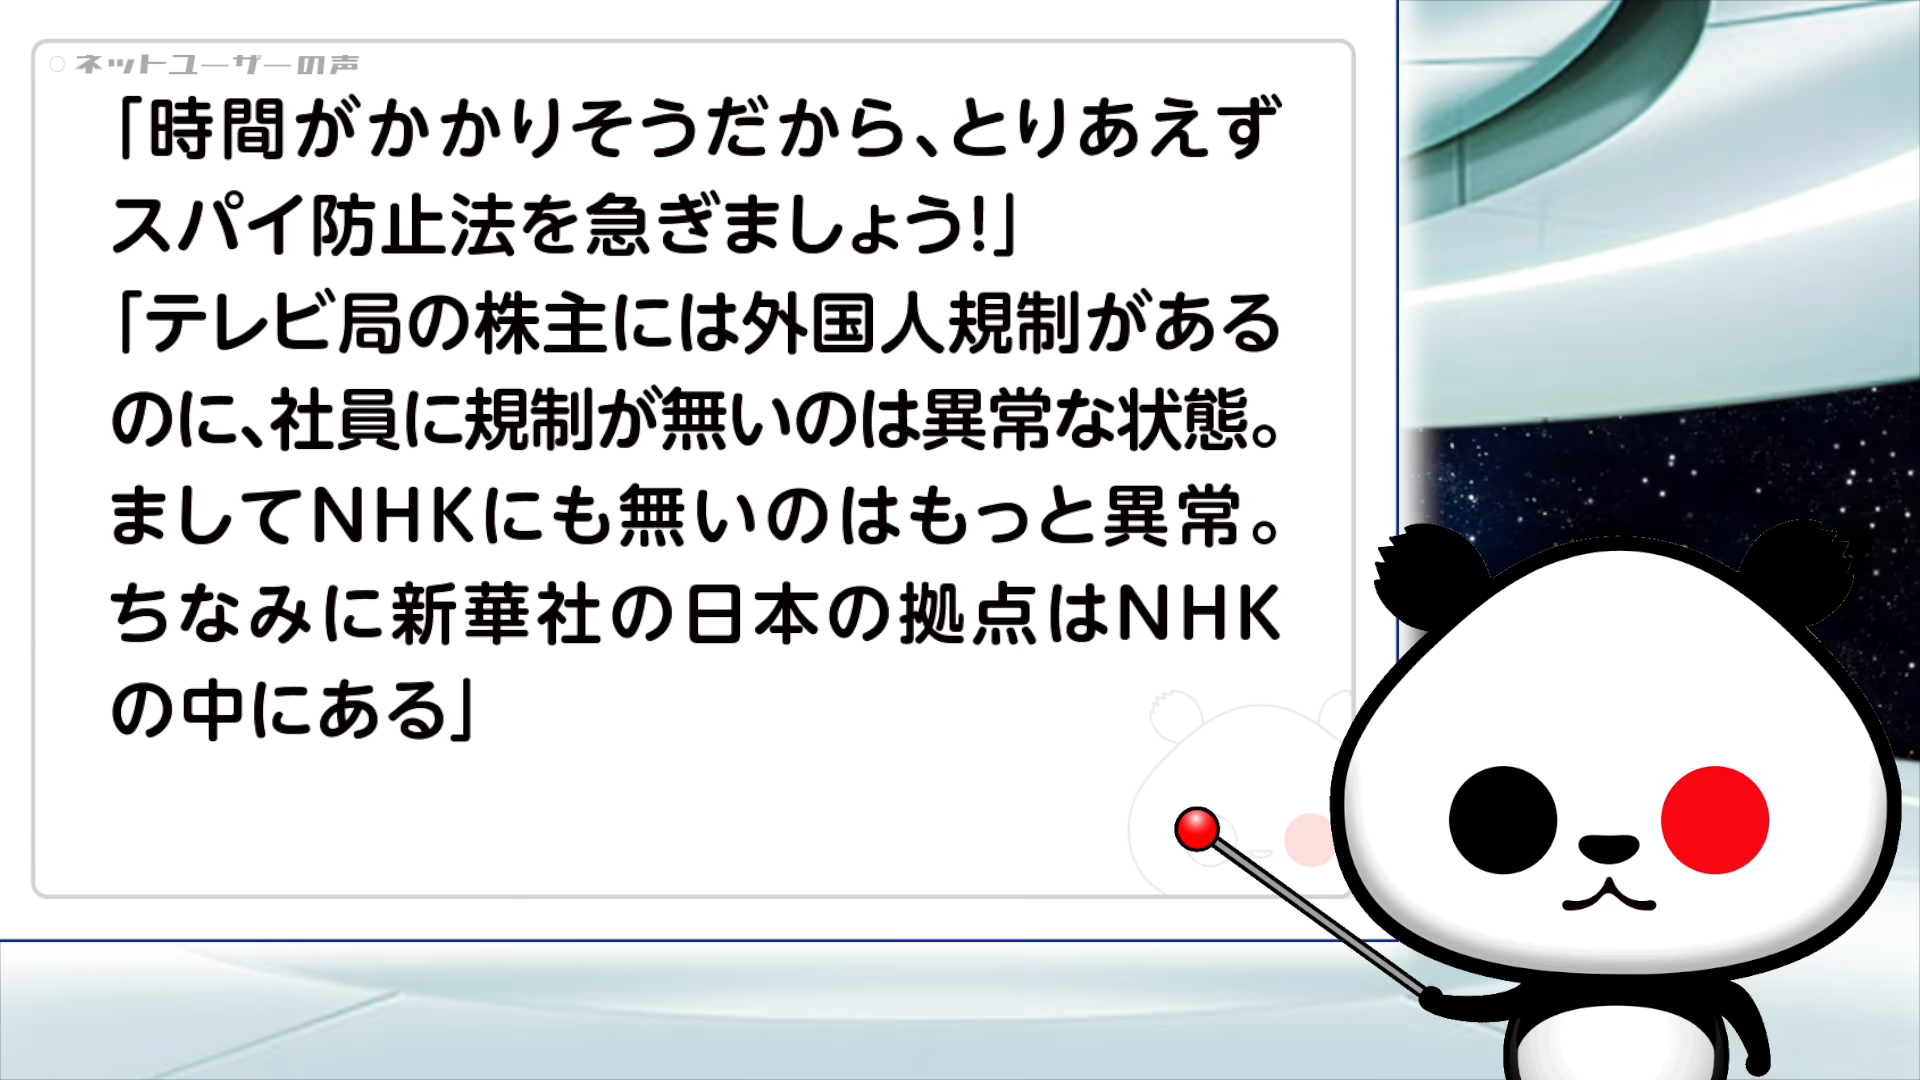 ネットユーザーの声
「時間がかかりそうだから、とりあえず
スパイ防止法を急ぎましょう!」
「テレビ局の株主には外国人規制がある
のに、社員に規制が無いのは異常な状態。
ましてNHKにも無いのはもっと異常。
ちなみに新華社の日本の拠点はNHK
の中にある」